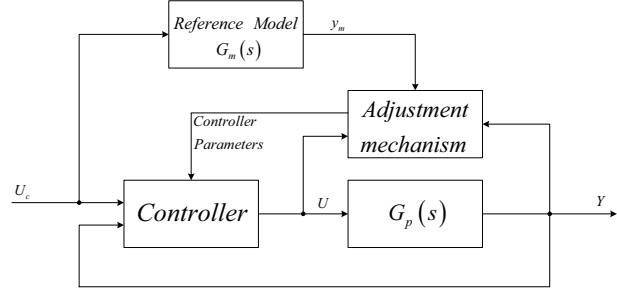 Reference Model
G_m(s)
y_m
Controller
Parameters
Adjustment
mechanism
U_c
Controller
U
G_p(s)
Y